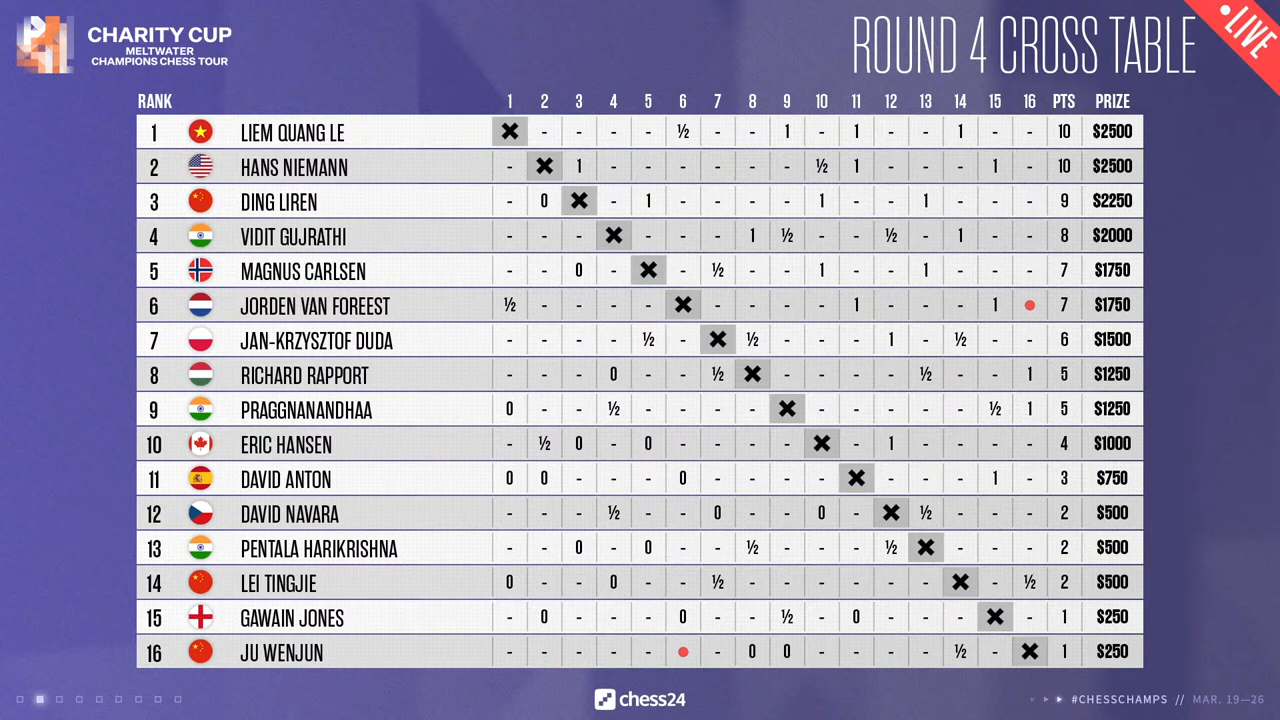 CHARITY CUP
MELTWATER
CHAMPIONS CHESS TOUR
ROUND 4 CROSS TABLE
LIVE
RANK 1 2 3 4 5 6 7 8 9 10 11 12 13 14 15 16 PTS PRIZE
1 LIEM QUANG LE ✖ - - - - ½ - - 1 - 1 - - 1 - - 10 $2500
2 HANS NIEMANN - ✖ 1 - - - - - - ½ 1 - - - 1 - 10 $2500
3 DING LIREN - 0 ✖ - 1 - - - - 1 - - 1 - - - 9 $2250
4 VIDIT GUJRATHI - - - ✖ - - - 1 ½ - - ½ - 1 - - 8 $2000
5 MAGNUS CARLSEN - - 0 - ✖ - ½ - - 1 - - 1 - - - 7 $1750
6 JORDEN VAN FOREEST ½ - - - - ✖ - - - - 1 - - - 1 ● 7 $1750
7 JAN-KRZYSZTOF DUDA - - - - ½ - ✖ ½ - - - 1 - ½ - - 6 $1500
8 RICHARD RAPPORT - - - 0 - - ½ ✖ - - - - ½ - - 1 5 $1250
9 PRAGGNANANDHAA 0 - - ½ - - - - ✖ - - - - - ½ 1 5 $1250
10 ERIC HANSEN - ½ 0 - 0 - - - - ✖ - 1 - - - - 4 $1000
11 DAVID ANTON 0 0 - - - 0 - - - - ✖ - - - 1 - 3 $750
12 DAVID NAVARA - - - ½ - - 0 - - 0 - ✖ ½ - - - 2 $500
13 PENTALA HARIKRISHNA - - 0 - 0 - - ½ - - - ½ ✖ - - - 2 $500
14 LEI TINGJIE 0 - - 0 - - ½ - - - - - - ✖ - ½ 2 $500
15 GAWAIN JONES - 0 - - - 0 - - ½ - 0 - - - ✖ - 1 $250
16 JU WENJUN - - - - - ● - 0 0 - - - - ½ - ✖ 1 $250
chess24
#CHESSCHAMPS // MAR. 19—26